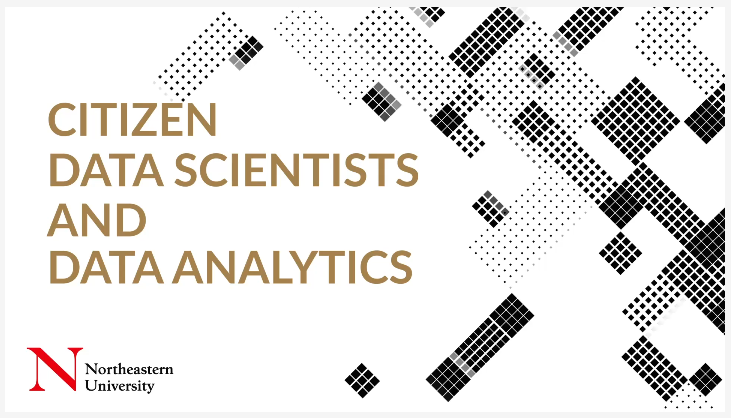 CITIZEN
DATA SCIENTISTS
AND
DATA ANALYTICS
N
Northeastern
University